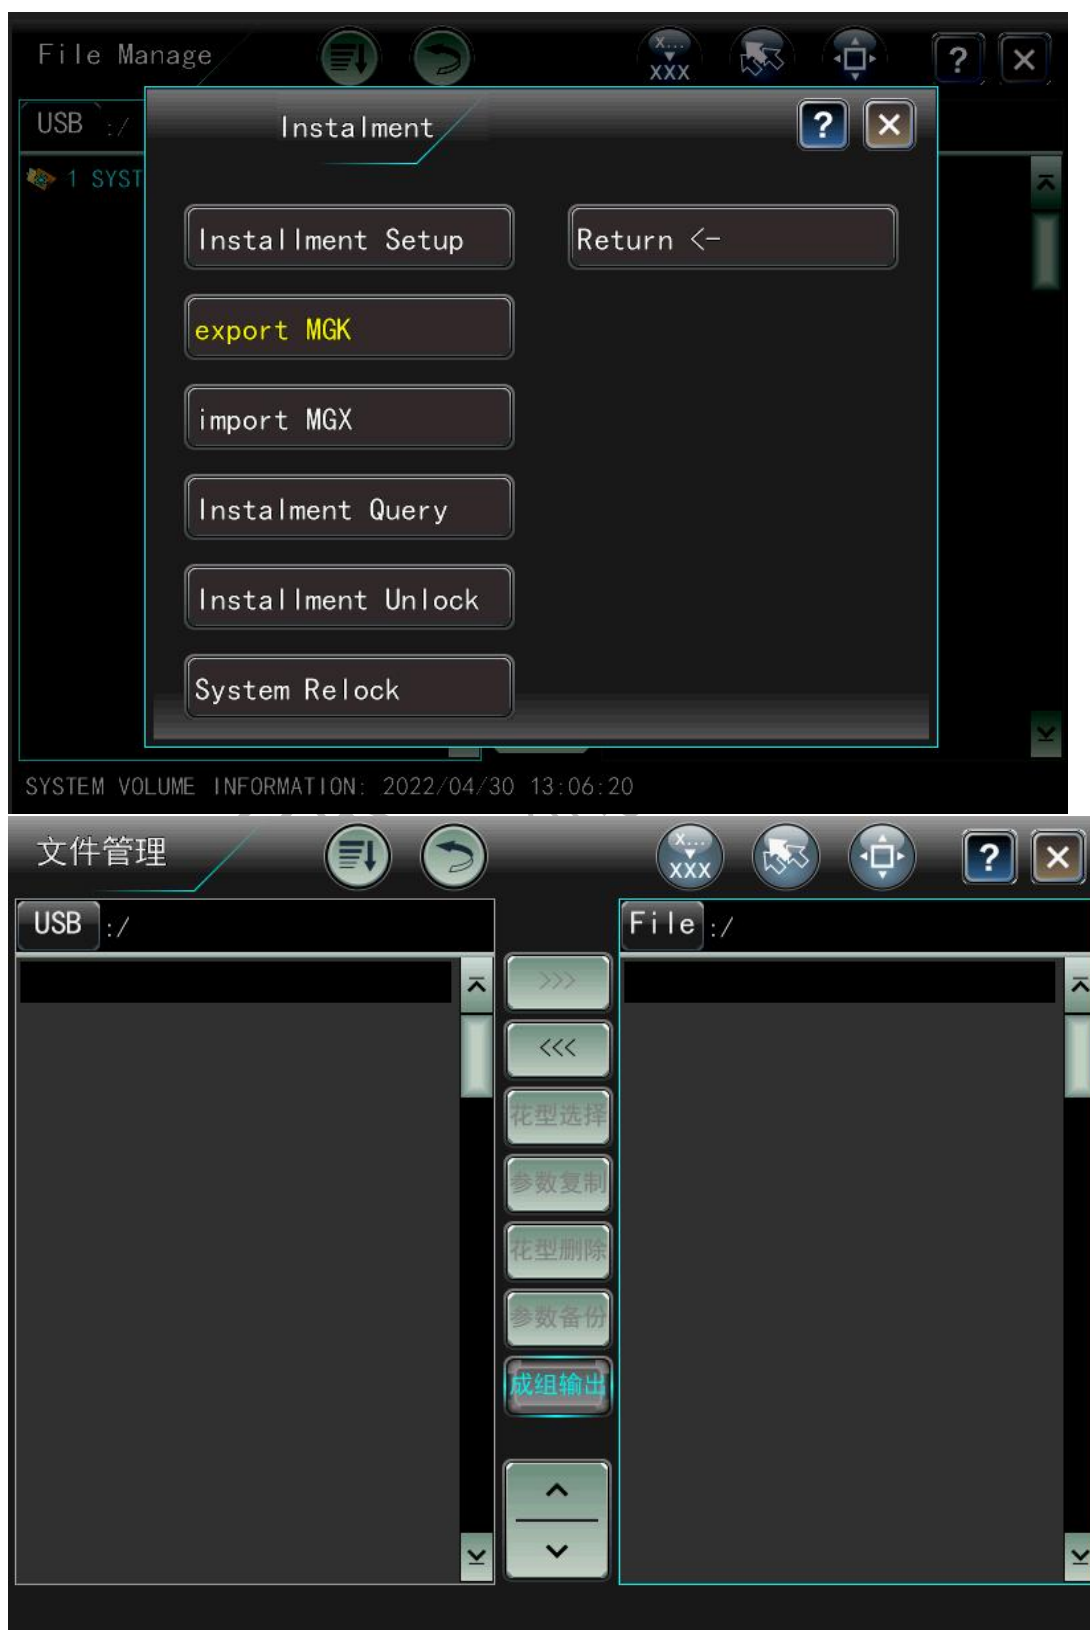 File Manage
X...
XXX
?
USB :/
Instalment
?
1 SYST
Installment Setup
Return <-
export MGK
import MGX
Instalment Query
Installment Unlock
System Relock
SYSTEM VOLUME INFORMATION: 2022/04/30 13:06:20
文件管理
X...
XXX
?
USB :/
File :/
>>>
<<<
花型选择
参数复制
花型删除
参数备份
成组输出